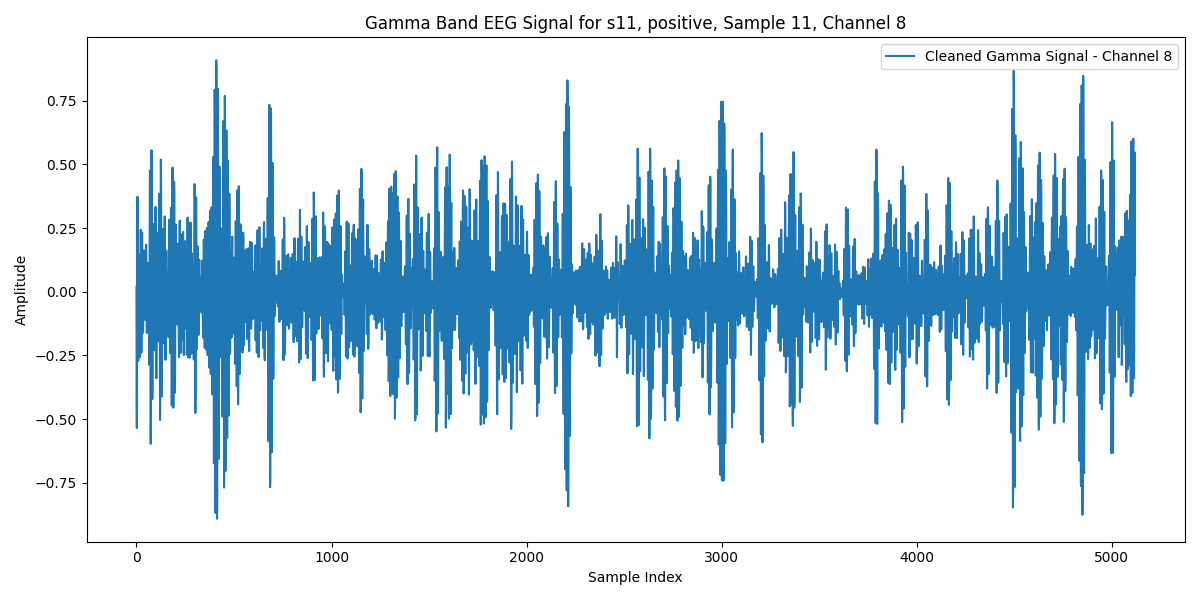 Gamma Band EEG Signal for s11, positive, Sample 11, Channel 8
Cleaned Gamma Signal - Channel 8
Amplitude
0.75
0.50
0.25
0.00
−0.25
−0.50
−0.75
0 1000 2000 3000 4000 5000
Sample Index